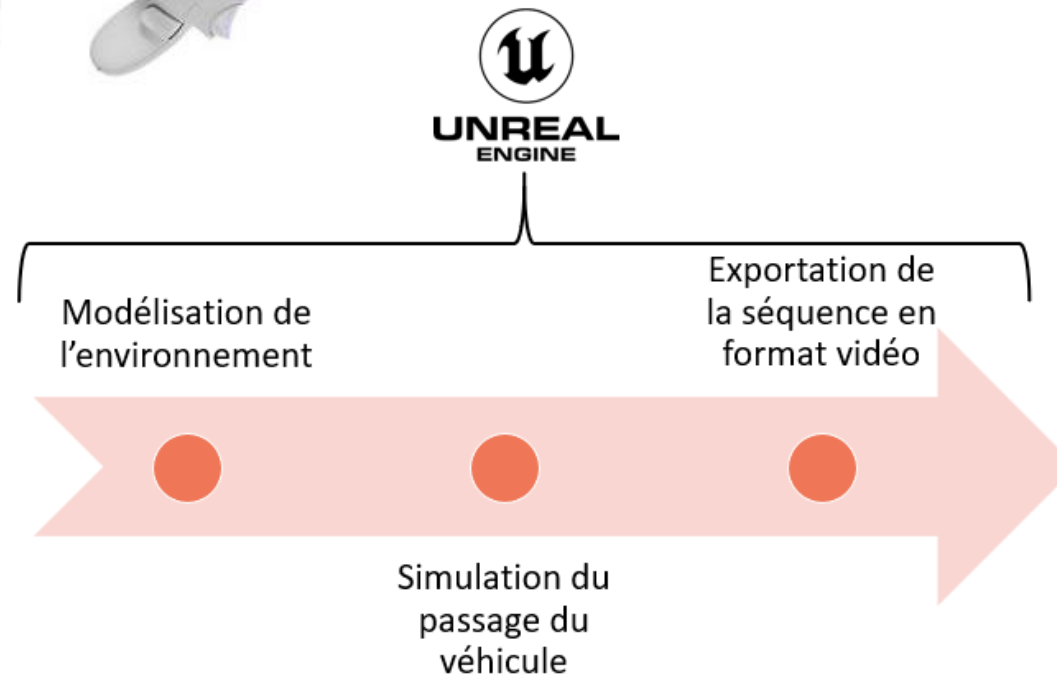 UNREAL
ENGINE
Modélisation de
l’environnement
Simulation du
passage du
véhicule
Exportation de
la séquence en
format vidéo